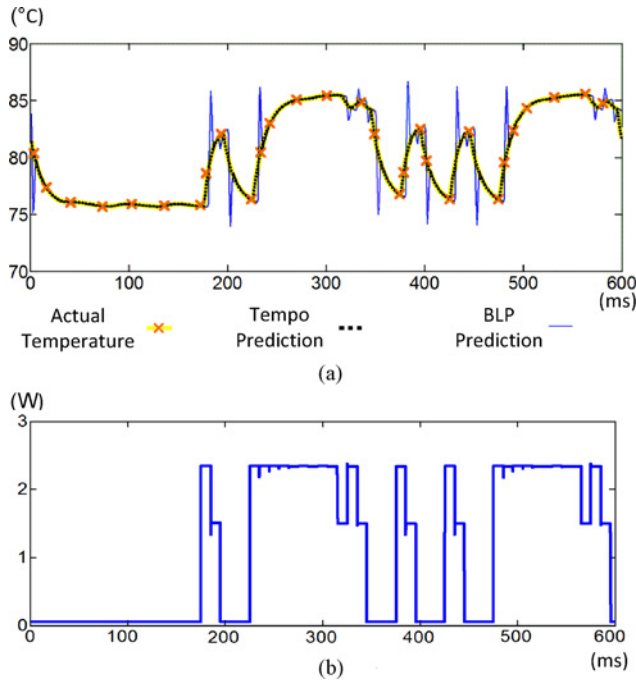 (°C)
90
85
80
75
70
0 100 200 300 400 500 600
(ms)
Actual Temperature
Tempo Prediction
BLP Prediction
(a)
(W)
3
2
1
0
0 100 200 300 400 500 600
(ms)
(b)